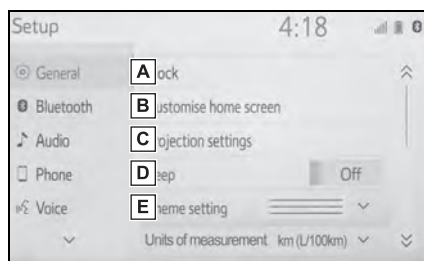 Setup 4:18
General A ock
Bluetooth B ustomise home screen
Audio C ojection settings
Phone D eep Off
Voice E heme setting
Units of measurement km (L/100km)